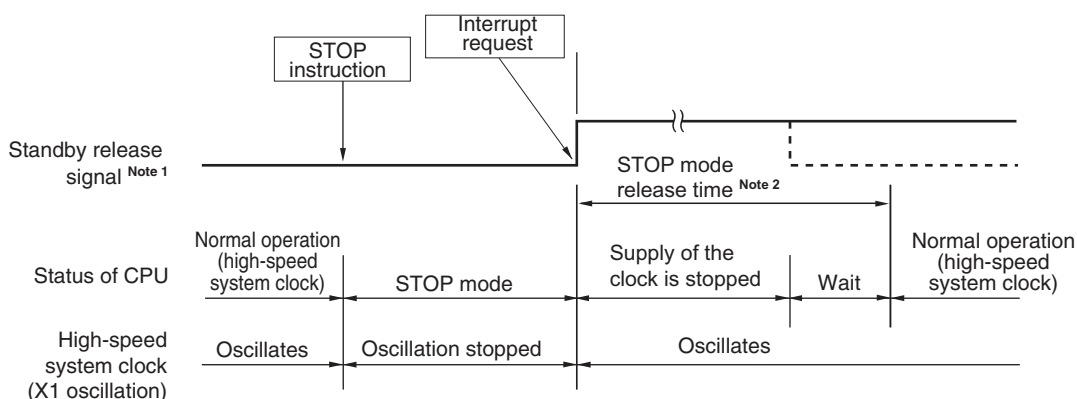 Interrupt
request
STOP
instruction
Standby release
signal Note 1
STOP mode
release time Note 2
Status of CPU
Normal operation
(high-speed
system clock)
STOP mode
Supply of the
clock is stopped
Wait
Normal operation
(high-speed
system clock)
High-speed
system clock
(X1 oscillation)
Oscillates
Oscillation stopped
Oscillates